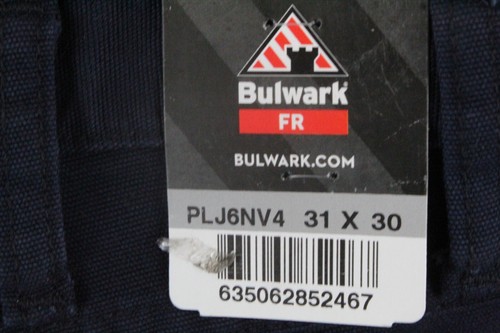 Bulwark
FR
BULWARK.COM
PLJ6NV4 31 X 30
635062852467